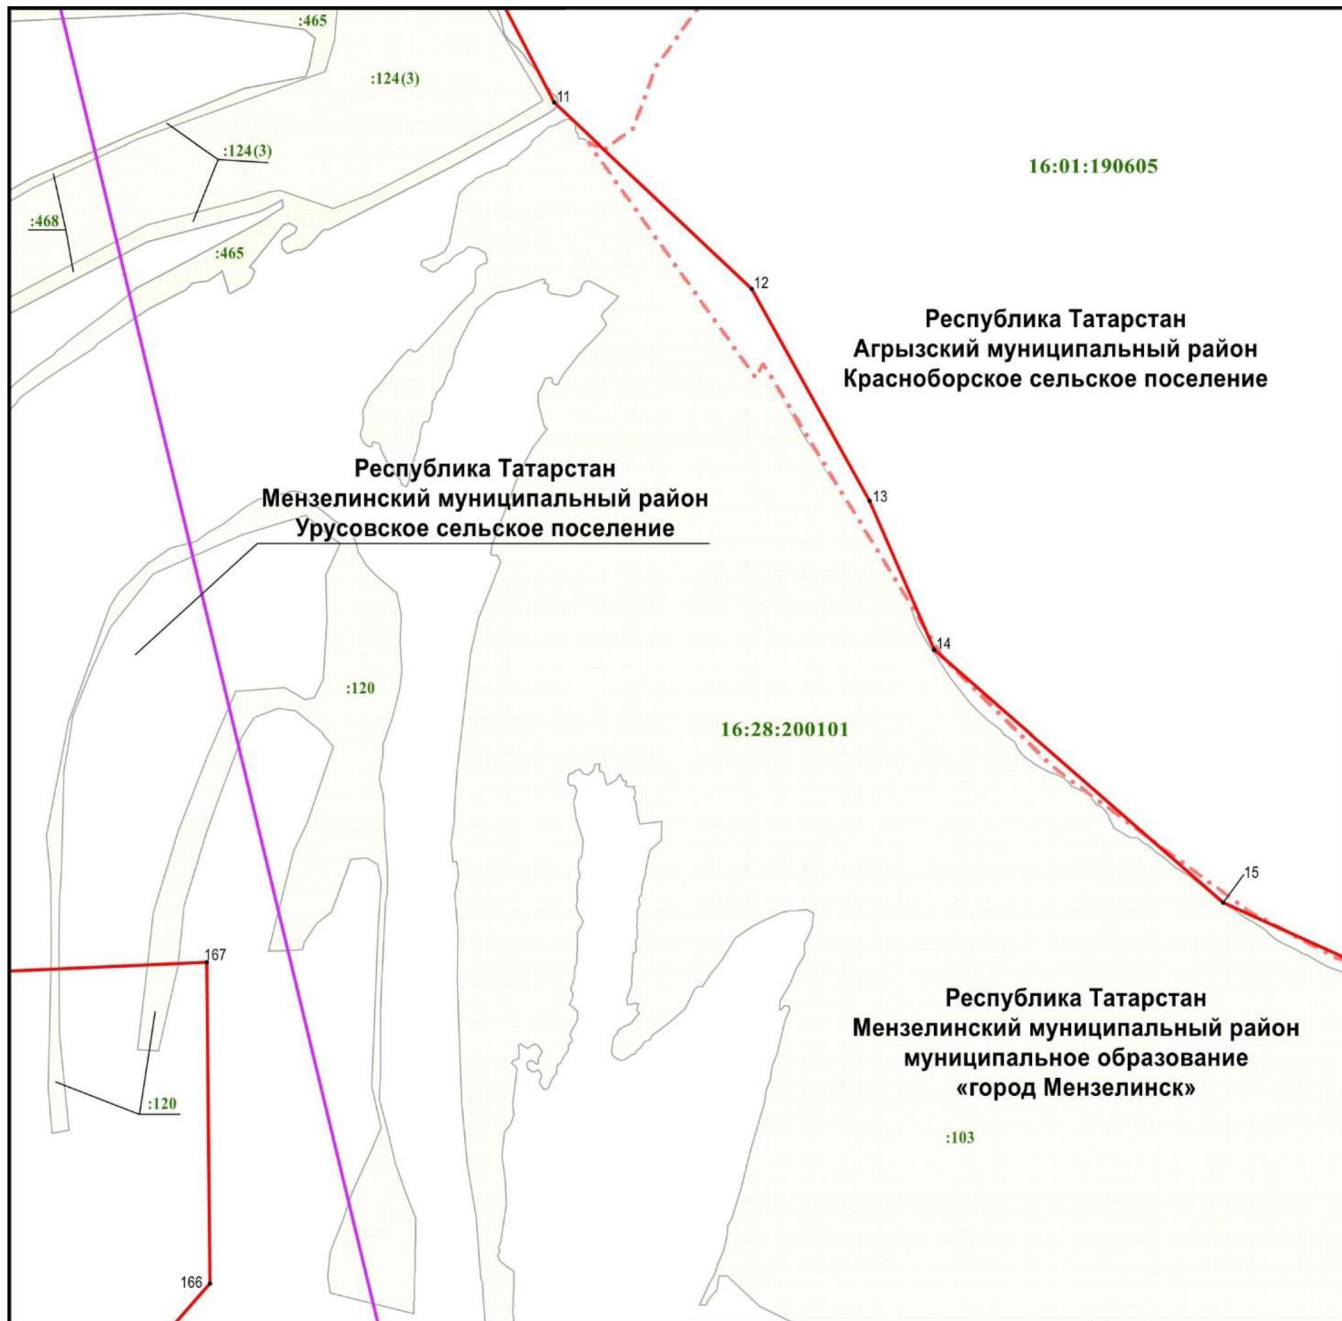 :465
:124(3)
11
:124(3)
16:01:190605
:468
:465
12
Республика Татарстан
Агрызский муниципальный район
Красноборское сельское поселение
Республика Татарстан
Мензелинский муниципальный район
Урусовское сельское поселение
13
14
:120
16:28:200101
15
167
Республика Татарстан
Мензелинский муниципальный район
муниципальное образование
«город Мензелинск»
:120
:103
166